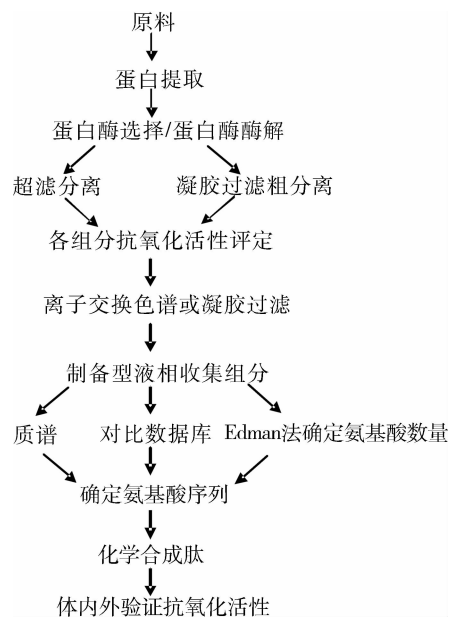 原料
蛋白提取
蛋白酶选择/蛋白酶酶解
超滤分离 凝胶过滤粗分离
各组分抗氧化活性评定
离子交换色谱或凝胶过滤
制备型液相收集组分
质谱 对比数据库 Edman法确定氨基酸数量
确定氨基酸序列
化学合成肽
体内外验证抗氧化活性